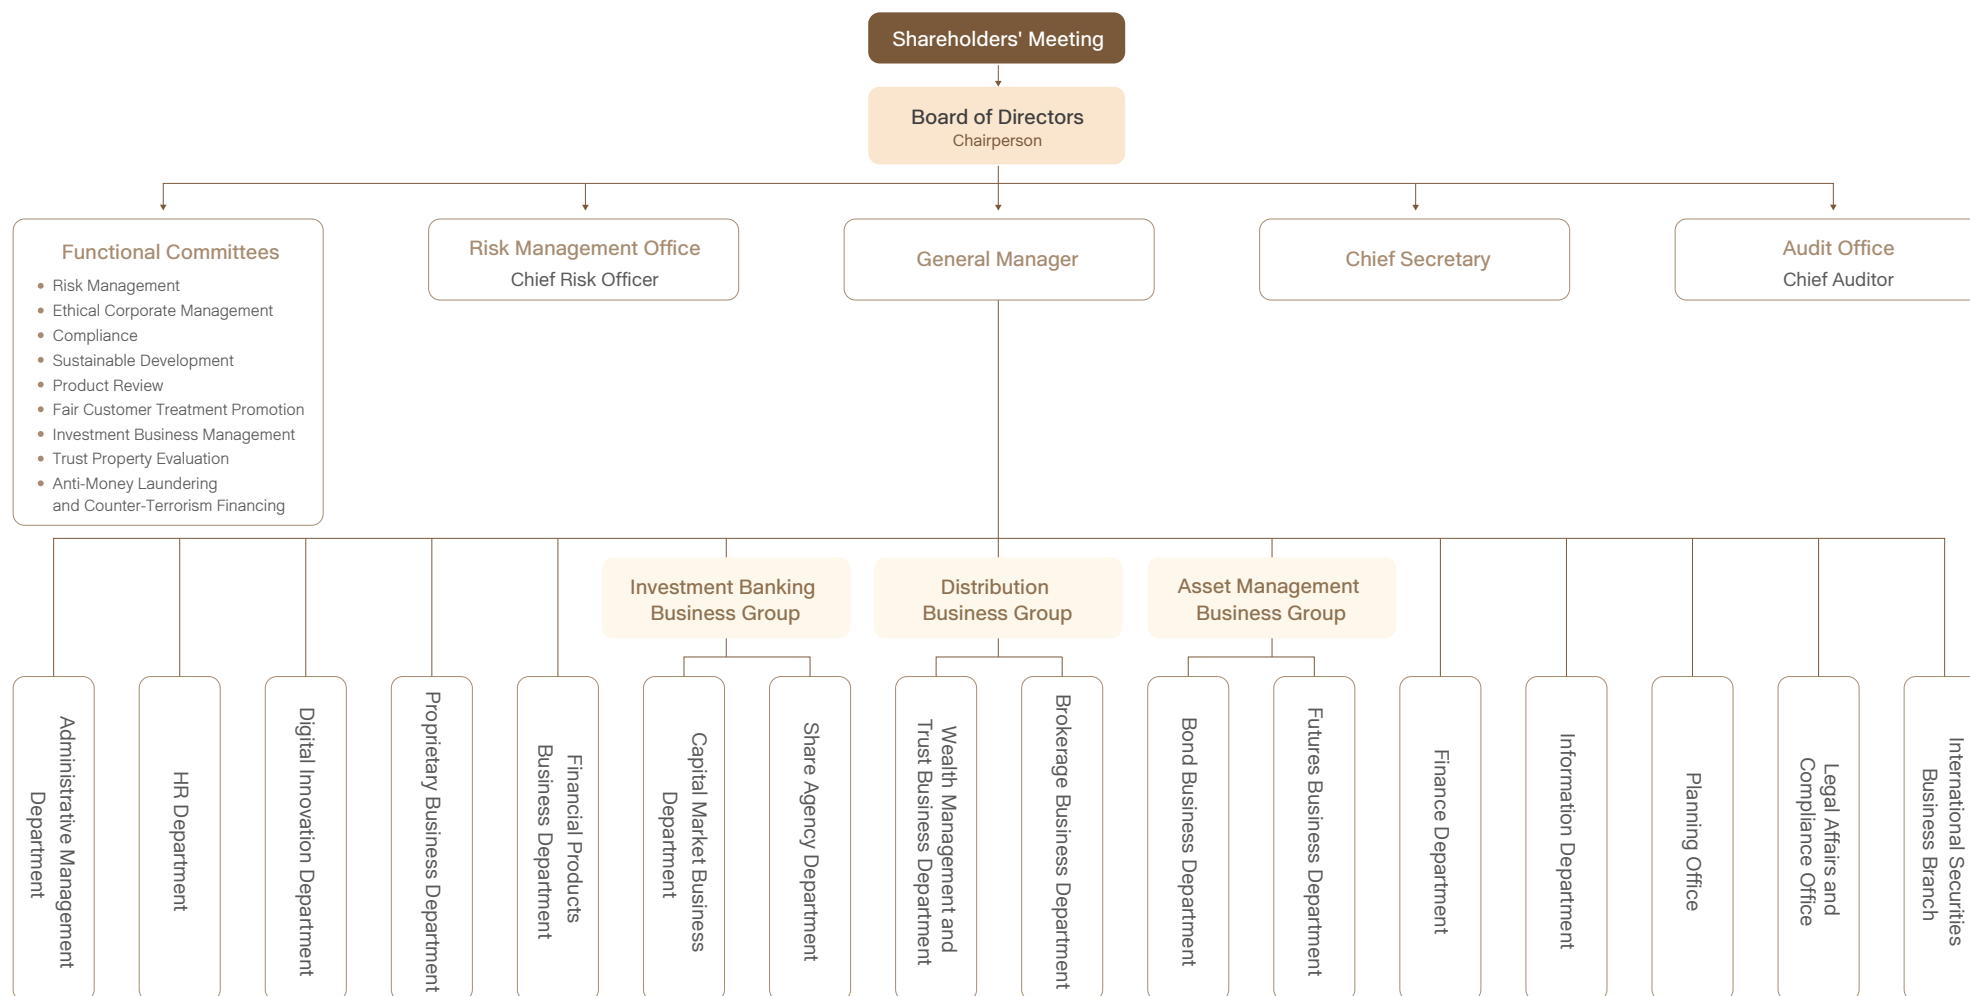 Shareholders' Meeting
Board of Directors
Chairperson
Functional Committees
Risk Management
Ethical Corporate Management
Compliance
Sustainable Development
Product Review
Fair Customer Treatment Promotion
Investment Business Management
Trust Property Evaluation
Anti-Money Laundering
and Counter-Terrorism Financing
Risk Management Office
Chief Risk Officer
General Manager
Chief Secretary
Audit Office
Chief Auditor
Investment Banking
Business Group
Distribution
Business Group
Asset Management
Business Group
Administrative Management
Department
HR Department
Digital Innovation Department
Proprietary Business Department
Financial Products
Business Department
Capital Market Business
Department
Share Agency Department
Wealth Management and
Trust Business Department
Brokerage Business Department
Bond Business Department
Futures Business Department
Finance Department
Information Department
Planning Office
Legal Affairs and
Compliance Office
International Securities
Business Branch